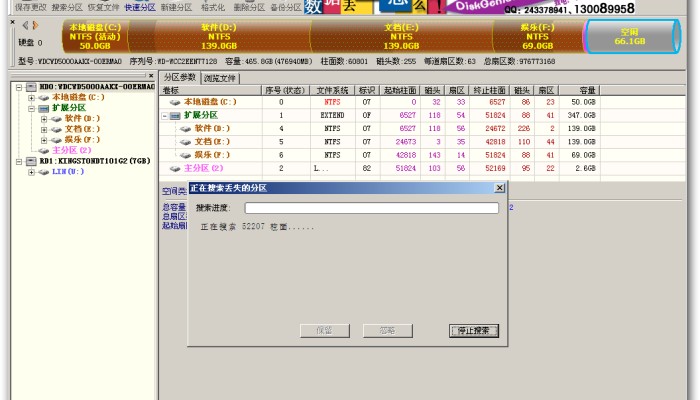 保存更改 搜索分区 恢复文件 快速分区 新建分区 格式化 删除分区 备份分区
数 据 丢 怎 么 ! DiskGenius QQ: 243378941、13008995​8
本地磁盘(C:)
NTFS (活动)
50.0GB
软件(D:)
NTFS
139.0GB
文档(E:)
NTFS
139.0GB
娱乐(F:)
NTFS
69.0GB
空闲
66.1GB
硬盘 0
型号:WDCWD5000AAKX-00ERMA0 序列号:WD-WCC2EENT7128 容量:465.8GB(476940MB) 柱面数:60801 磁头数:255 每道扇区数:63 总扇区数:976773168
HD0:WDCWD5000AAKX-00ERMA0
本地磁盘(C:)
扩展分区
软件(D:)
文档(E:)
娱乐(F:)
主分区(2)
RD1:KINGSTONDT101G2(7GB)
LIN(U:)
分区参数 浏览文件
卷标 序号(状态) 文件系统 标识 起始柱面 磁头 扇区 终止柱面 磁头 扇区 容量
本地磁盘(C:) 0 NTFS 07 0 32 33 6527 86 23 50.0GB
扩展分区 1 EXTEND 0F 6527 118 54 51824 88 41 347.0GB
软件(D:) 4 NTFS 07 6527 118 56 24672 226 2 139.0GB
文档(E:) 5 NTFS 07 24673 3 35 42818 110 44 139.0GB
娱乐(F:) 6 NTFS 07 42818 143 14 51824 88 41 69.0GB
主分区(2) 2 L... 82 51824 103 56 52169 95 22 2.6GB
空闲类
总容量
总扇区
起始扇
2
正在搜索丢失的分区
搜索进度:
正在搜索 52207 柱面......
保留 忽略 停止搜索